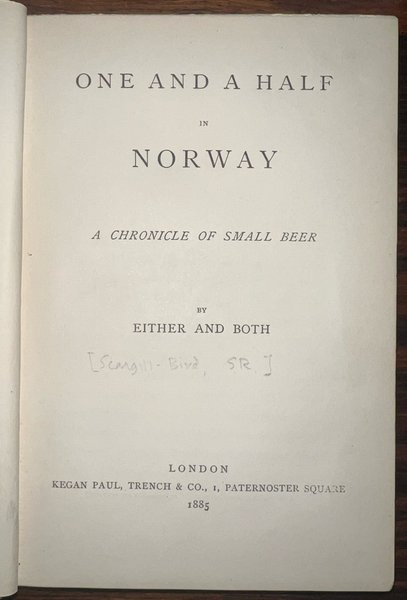 ONE AND A HALF
IN
NORWAY
A CHRONICLE OF SMALL BEER
BY
EITHER AND BOTH
[Scargill-Bird, SR.]
LONDON
KEGAN PAUL, TRENCH & CO., 1, PATERNOSTER SQUARE
1885